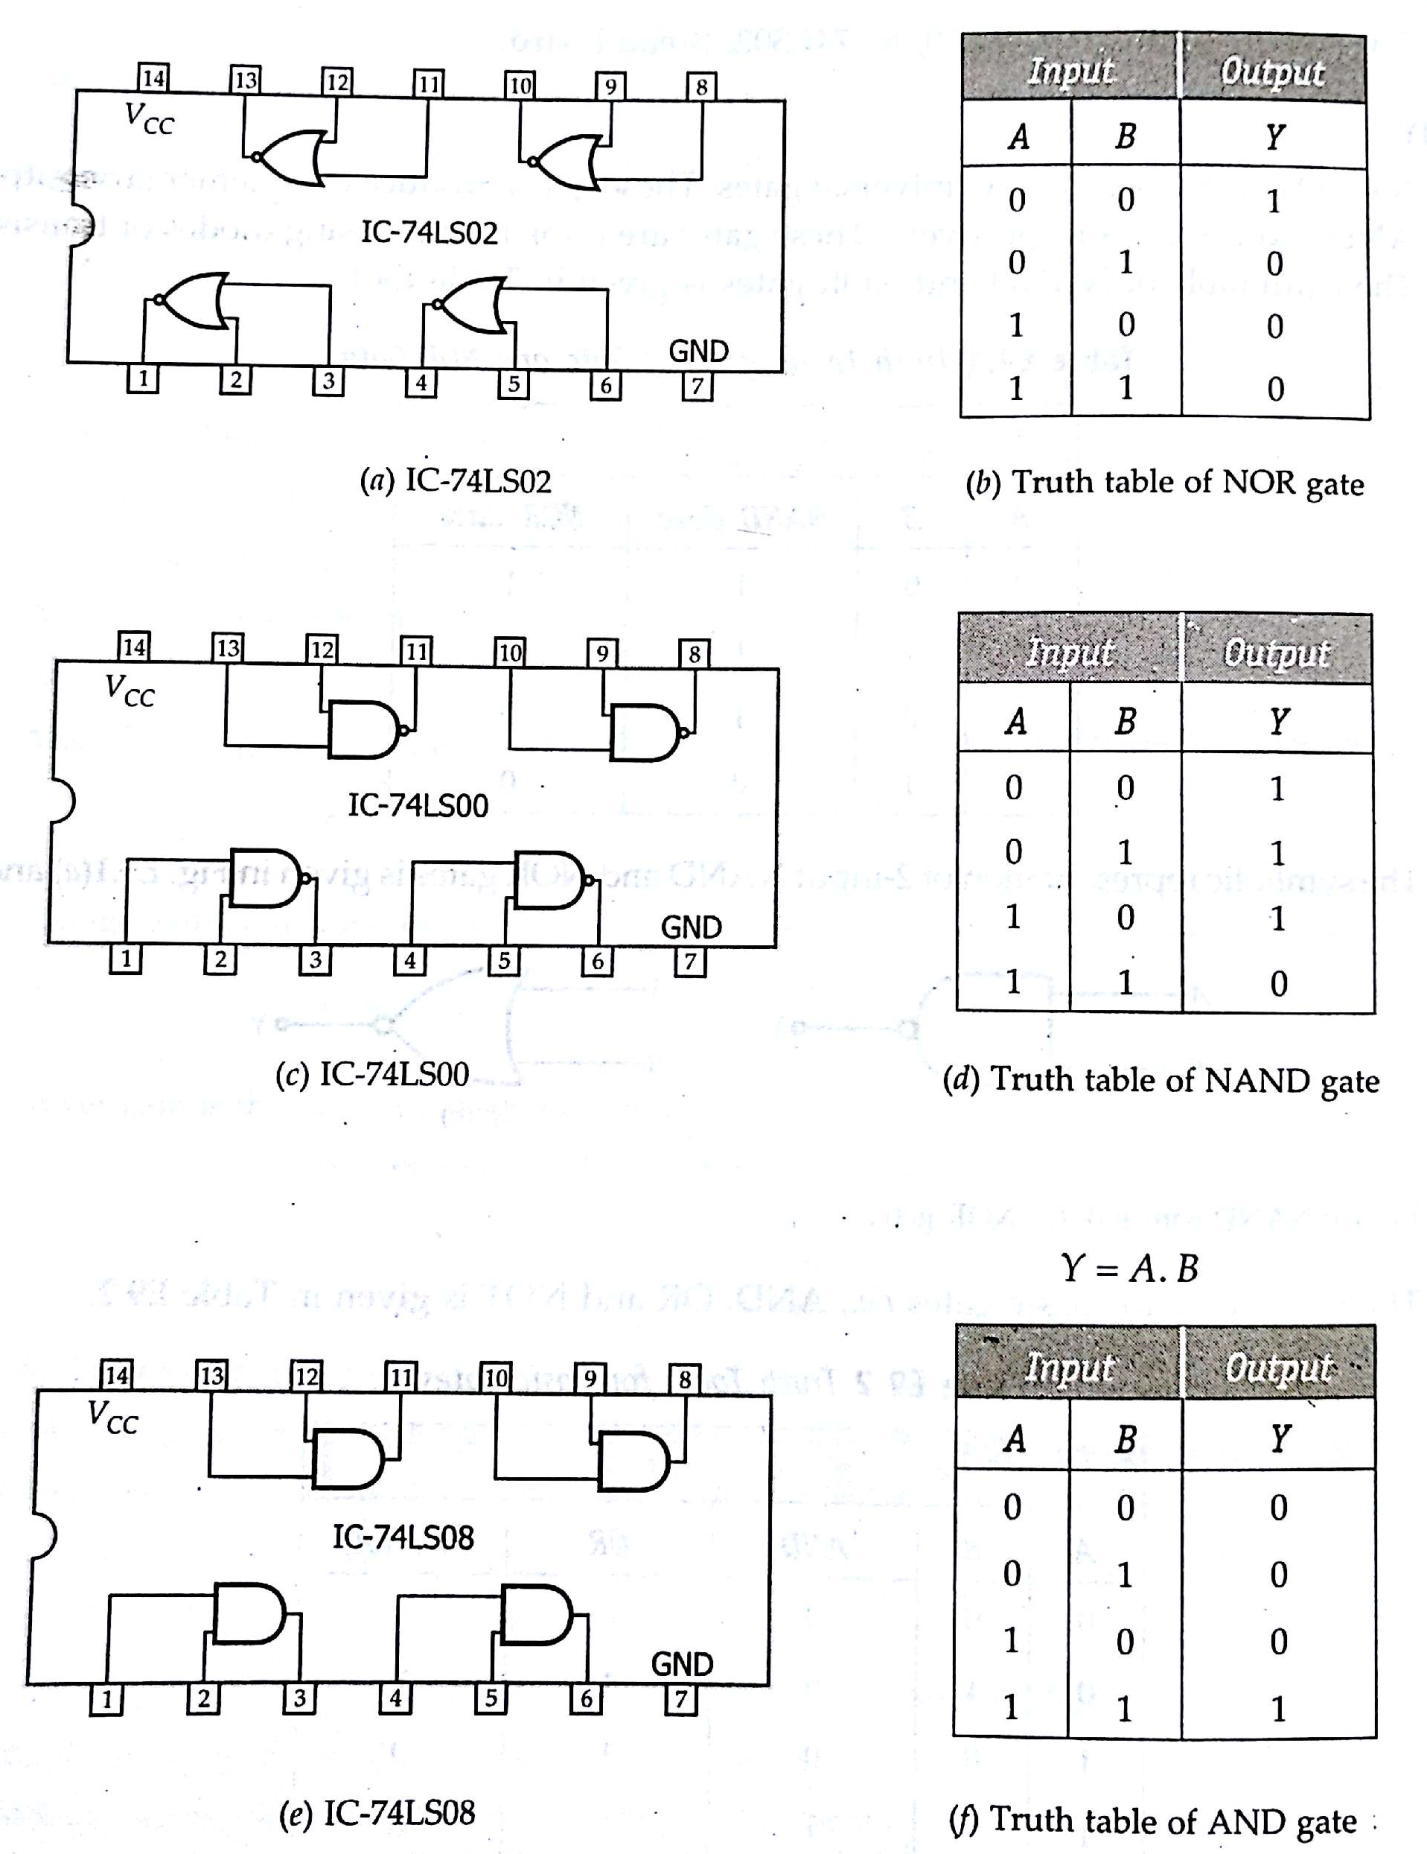 14 13 12 11 10 9 8
VCC
IC-74LS02
GND
1 2 3 4 5 6 7
(a) IC-74LS02
Input Output
A B Y
0 0 1
0 1 0
1 0 0
1 1 0
(b) Truth table of NOR gate
14 13 12 11 10 9 8
VCC
IC-74LS00
GND
1 2 3 4 5 6 7
(c) IC-74LS00
Input Output
A B Y
0 0 1
0 1 1
1 0 1
1 1 0
(d) Truth table of NAND gate
14 13 12 11 10 9 8
VCC
IC-74LS08
GND
1 2 3 4 5 6 7
(e) IC-74LS08
Y = A. B
Input Output
A B Y
0 0 0
0 1 0
1 0 0
1 1 1
(f) Truth table of AND gate